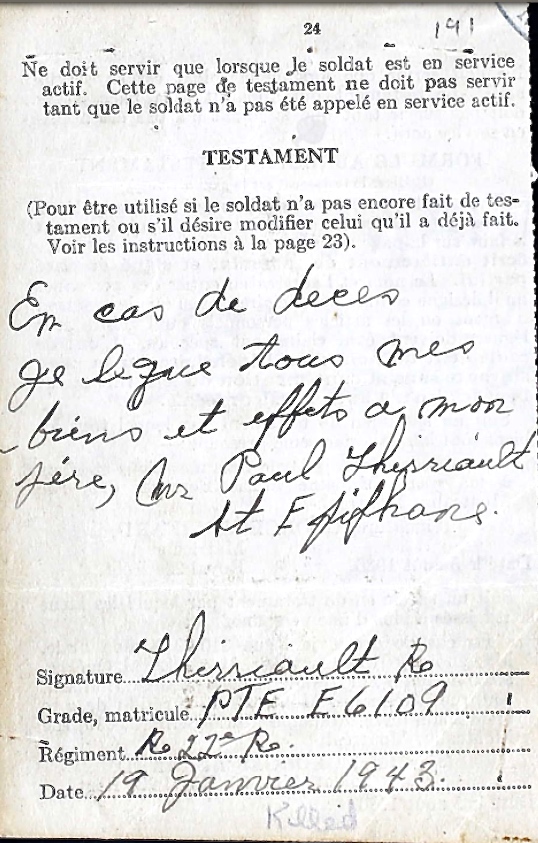 24
191
Ne doit servir que lorsque le soldat est en service
actif. Cette page de testament ne doit pas servir
tant que le soldat n'a pas été appelé en service actif.
TESTAMENT
(Pour être utilisé si le soldat n'a pas encore fait de tes-
tament ou s'il désire modifier celui qu'il a déjà fait.
Voir les instructions à la page 23).
En cas de deces
je legue tous mes
biens et effets a mon
père, Mr Paul Therriault
St Epiphane.
Signature Therriault R
Grade, matricule PTE E6109
Régiment R 22e R.
Date 19 Janvier 1943.
Killed